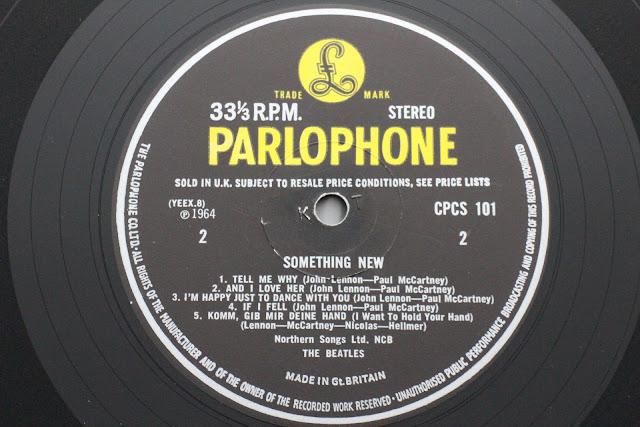 £
TRADE MARK
33⅓ R.P.M. STEREO
PARLOPHONE
SOLD IN U.K. SUBJECT TO RESALE PRICE CONDITIONS, SEE PRICE LISTS
(YEEX.8) CPCS 101
Ⓟ 1964
K T
2 2
SOMETHING NEW
1. TELL ME WHY (John Lennon—Paul McCartney)
2. AND I LOVE HER (John Lennon—Paul McCartney)
3. I'M HAPPY JUST TO DANCE WITH YOU (John Lennon—Paul McCartney)
4. IF I FELL (John Lennon—Paul McCartney)
5. KOMM, GIB MIR DEINE HAND (I Want To Hold Your Hand)
(Lennon—McCartney—Nicolas—Hellmer)
Northern Songs Ltd. NCB
THE BEATLES
MADE IN Gt. BRITAIN
THE PARLOPHONE CO. LTD. ALL RIGHTS OF THE MANUFACTURER AND OF THE OWNER OF THE RECORDED WORK RESERVED · UNAUTHORISED PUBLIC PERFORMANCE BROADCASTING AND COPYING OF THIS RECORD PROHIBITED